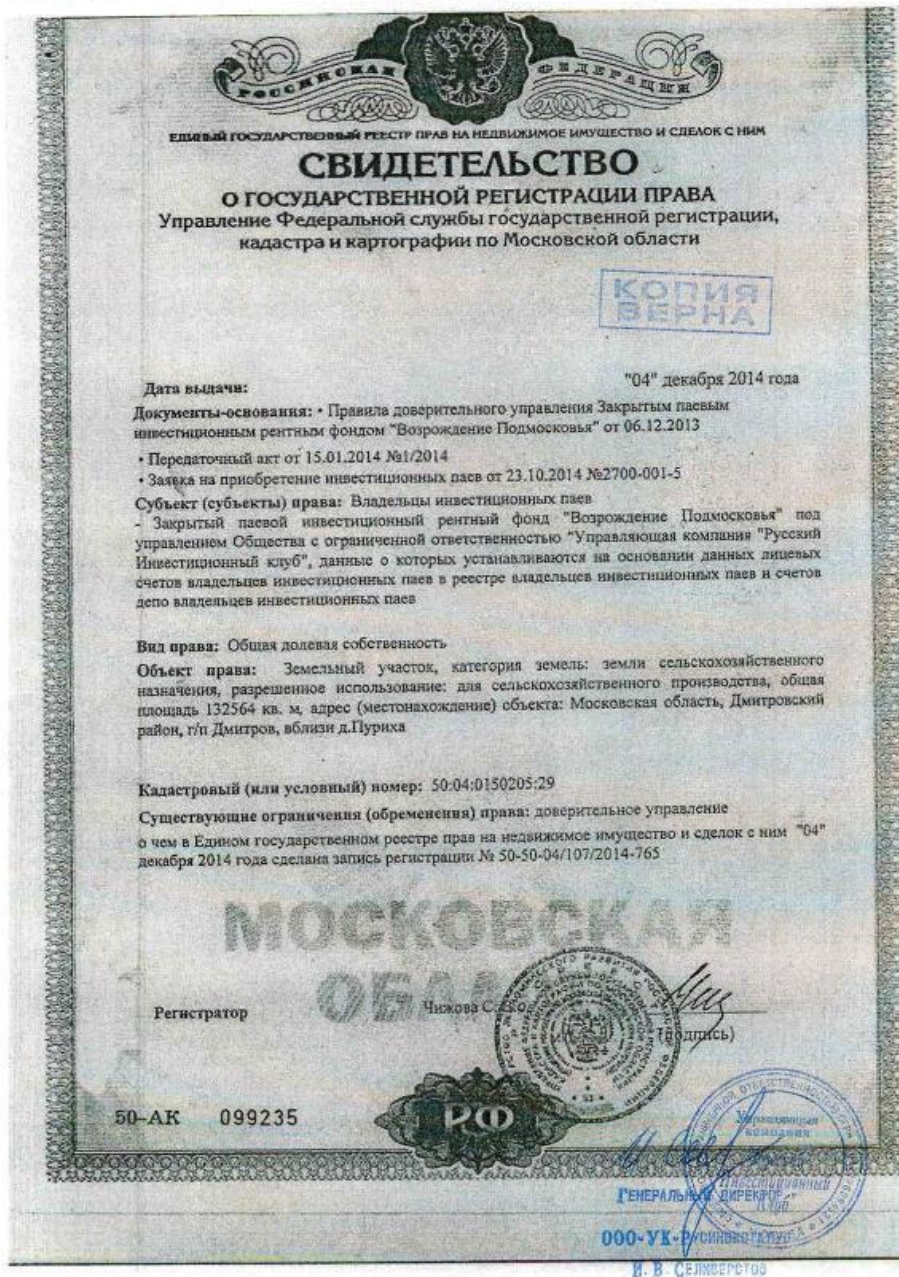 РОССИЙСКАЯ ФЕДЕРАЦИЯ
ЕДИНЫЙ ГОСУДАРСТВЕННЫЙ РЕЕСТР ПРАВ НА НЕДВИЖИМОЕ ИМУЩЕСТВО И СДЕЛОК С НИМ
СВИДЕТЕЛЬСТВО
О ГОСУДАРСТВЕННОЙ РЕГИСТРАЦИИ ПРАВА
Управление Федеральной службы государственной регистрации,
кадастра и картографии по Московской области
КОПИЯ
ВЕРНА
Дата выдачи: "04" декабря 2014 года
Документы-основания: • Правила доверительного управления Закрытым паевым
инвестиционным рентным фондом "Возрождение Подмосковья" от 06.12.2013
• Передаточный акт от 15.01.2014 №1/2014
• Заявка на приобретение инвестиционных паев от 23.10.2014 №2700-001-5
Субъект (субъекты) права: Владельцы инвестиционных паев
- Закрытый паевой инвестиционный рентный фонд "Возрождение Подмосковья" под
управлением Общества с ограниченной ответственностью "Управляющая компания "Русский
Инвестиционный клуб", данные о которых устанавливаются на основании данных лицевых
счетов владельцев инвестиционных паев в реестре владельцев инвестиционных паев и счетов
депо владельцев инвестиционных паев
Вид права: Общая долевая собственность
Объект права: Земельный участок, категория земель: земли сельскохозяйственного
назначения, разрешенное использование: для сельскохозяйственного производства, общая
площадь 132564 кв. м, адрес (местонахождение) объекта: Московская область, Дмитровский
район, г/п Дмитров, вблизи д.Пуриха
Кадастровый (или условный) номер: 50:04:0150205:29
Существующие ограничения (обременения) права: доверительное управление
о чем в Едином государственном реестре прав на недвижимое имущество и сделок с ним "04"
декабря 2014 года сделана запись регистрации № 50-50-04/107/2014-765
МОСКОВСКАЯ
Регистратор Чижова С.
(подпись)
50-АК 099235
РФ
Управляющая
компания
Инвестиционный
Клуб"
ГЕНЕРАЛЬНЫЙ ДИРЕКТОР
ООО-УК-
И. В. СЕЛИВЕРСТОВ